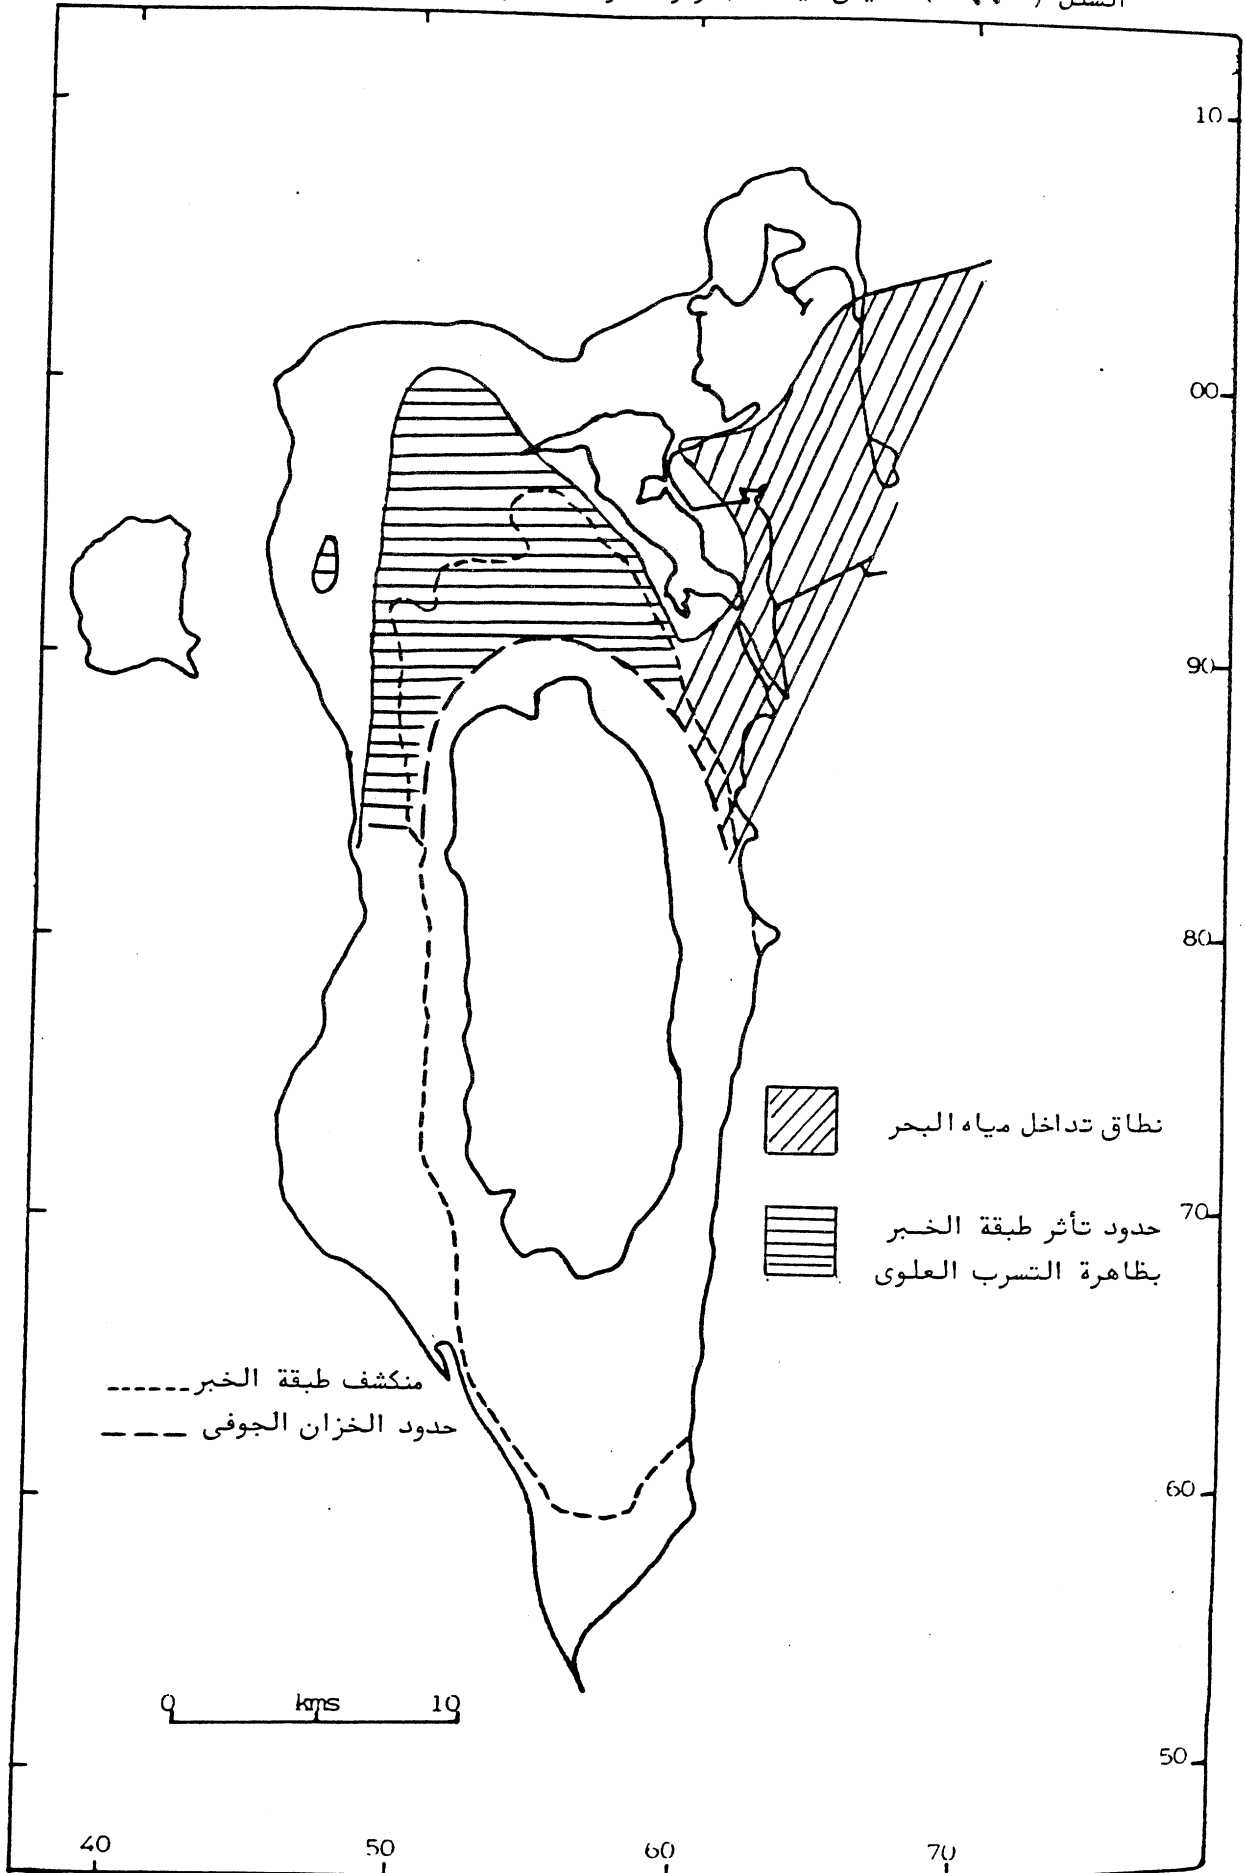 الشكل
10
00
90
80
نطاق تداخل مياه البحر
70
حدود تأثر طبقة الخبر
بظاهرة التسرب العلوى
منكشف طبقة الخبر
حدود الخزان الجوفى
60
0 kms 10
50
40 50 60 70